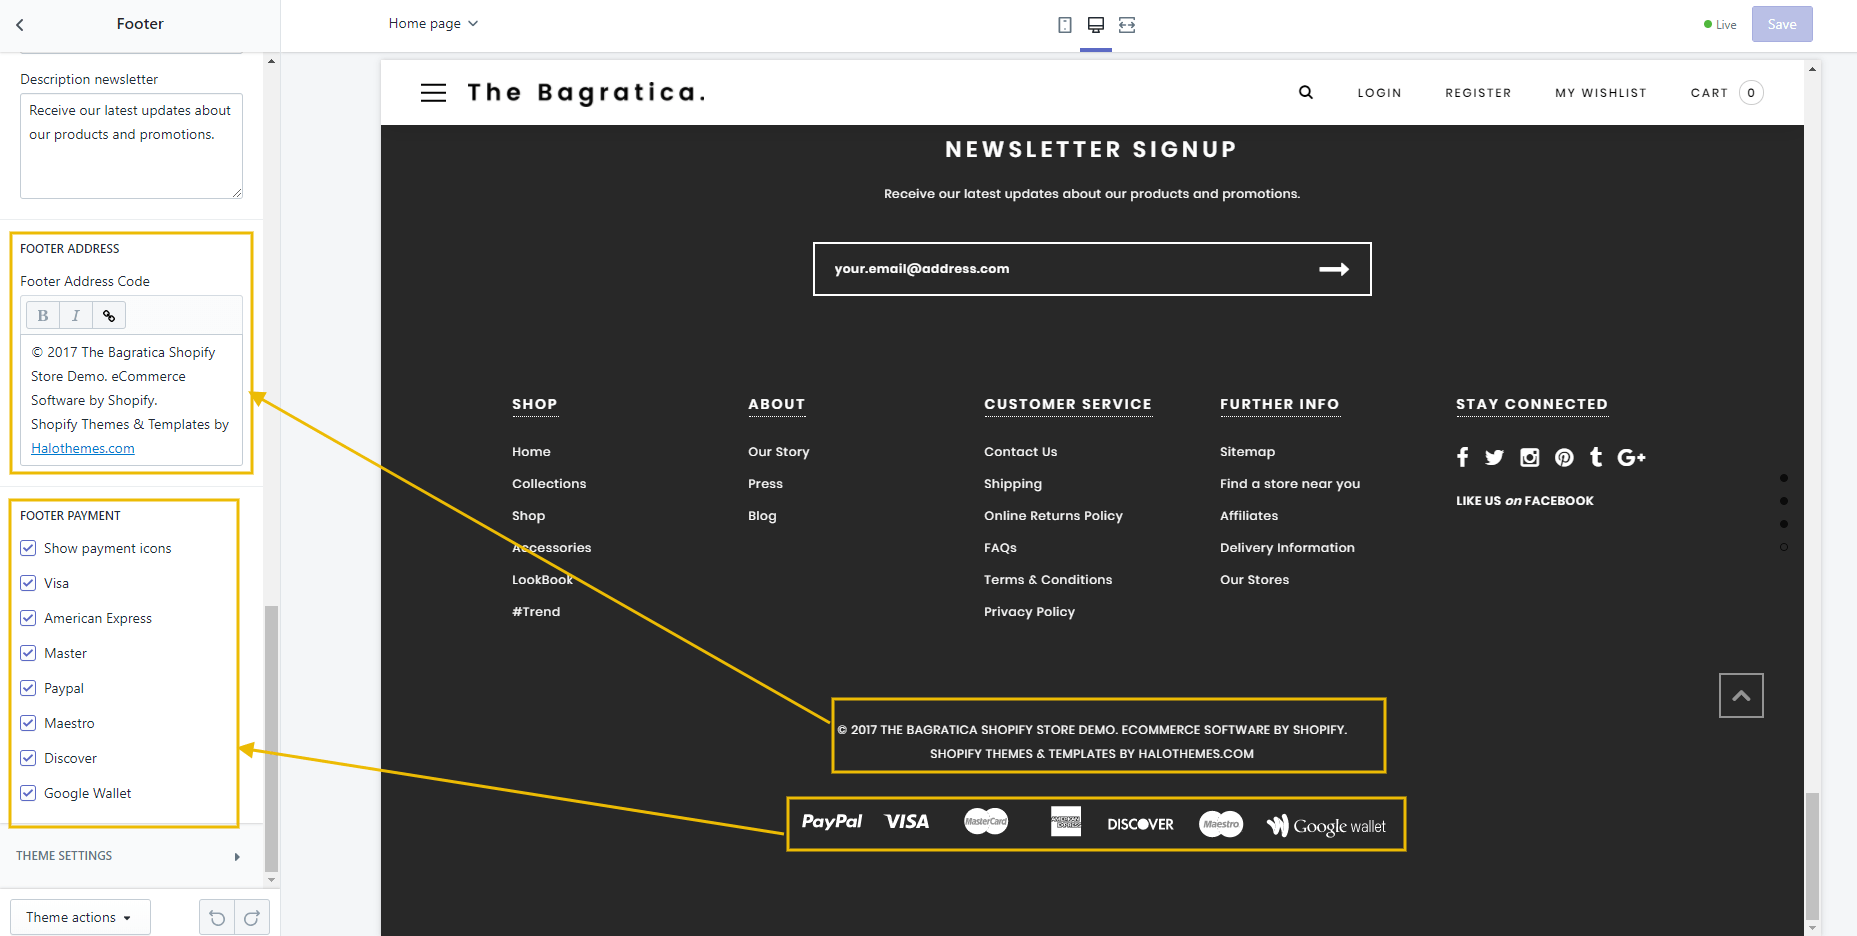 Footer
Home page
Live
Save
Description newsletter
Receive our latest updates about
our products and promotions.
FOOTER ADDRESS
Footer Address Code
B I
© 2017 The Bagratica Shopify
Store Demo. eCommerce
Software by Shopify.
Shopify Themes & Templates by
Halothemes.com
FOOTER PAYMENT
Show payment icons
Visa
American Express
Master
Paypal
Maestro
Discover
Google Wallet
THEME SETTINGS
Theme actions
The Bagratica.
LOGIN
REGISTER
MY WISHLIST
CART 0
NEWSLETTER SIGNUP
Receive our latest updates about our products and promotions.
your.email@address.com
SHOP
Home
Collections
Shop
Accessories
LookBook
#Trend
ABOUT
Our Story
Press
Blog
CUSTOMER SERVICE
Contact Us
Shipping
Online Returns Policy
FAQs
Terms & Conditions
Privacy Policy
FURTHER INFO
Sitemap
Find a store near you
Affiliates
Delivery Information
Our Stores
STAY CONNECTED
LIKE US on FACEBOOK
© 2017 THE BAGRATICA SHOPIFY STORE DEMO. ECOMMERCE SOFTWARE BY SHOPIFY.
SHOPIFY THEMES & TEMPLATES BY HALOTHEMES.COM
PayPal
VISA
MasterCard
AMERICAN EXPRESS
DISCOVER
Maestro
Google wallet